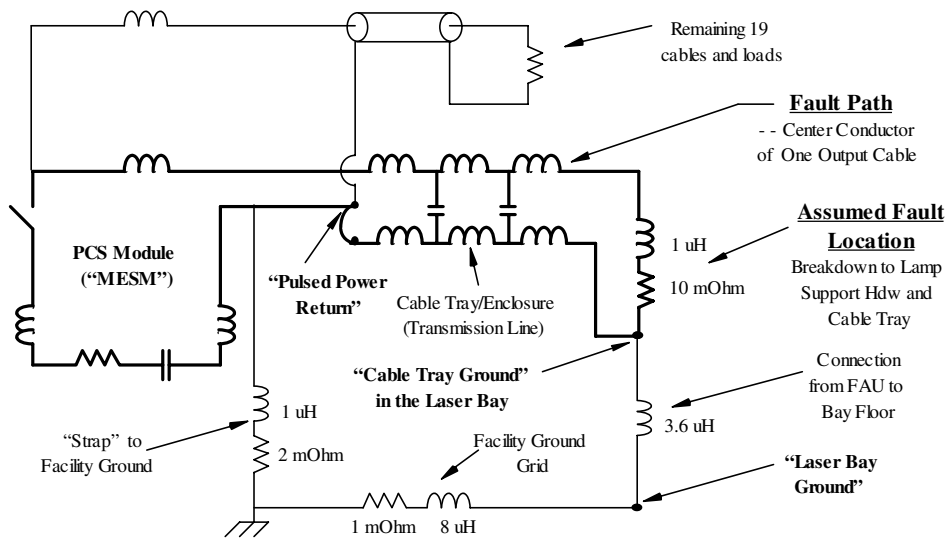 Remaining 19
cables and loads
Fault Path
- - Center Conductor
of One Output Cable
PCS Module
(“MESM”)
“Pulsed Power
Return”
Cable Tray/Enclosure
(Transmission Line)
1 uH
10 mOhm
Assumed Fault
Location
Breakdown to Lamp
Support Hdw and
Cable Tray
“Cable Tray Ground”
in the Laser Bay
Connection
from FAU to
Bay Floor
3.6 uH
1 uH
2 mOhm
“Strap” to
Facility Ground
Facility Ground
Grid
1 mOhm
8 uH
“Laser Bay
Ground”